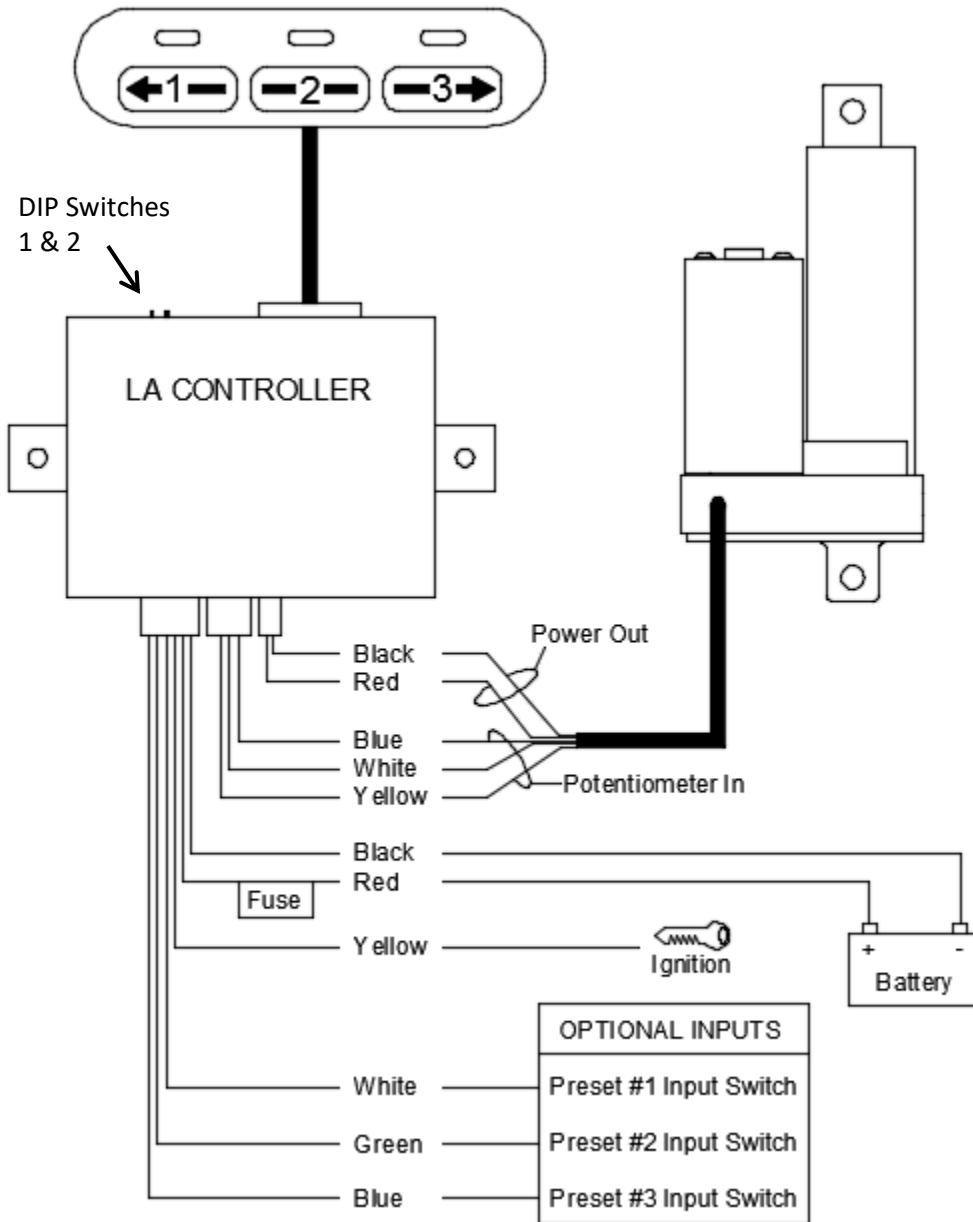 1
2
3
DIP Switches
1 & 2
LA CONTROLLER
Power Out
Black
Red
Blue
White
Yellow
Potentiometer In
Black
Red
Fuse
Yellow
Ignition
+ -
Battery
OPTIONAL INPUTS
White
Preset #1 Input Switch
Green
Preset #2 Input Switch
Blue
Preset #3 Input Switch